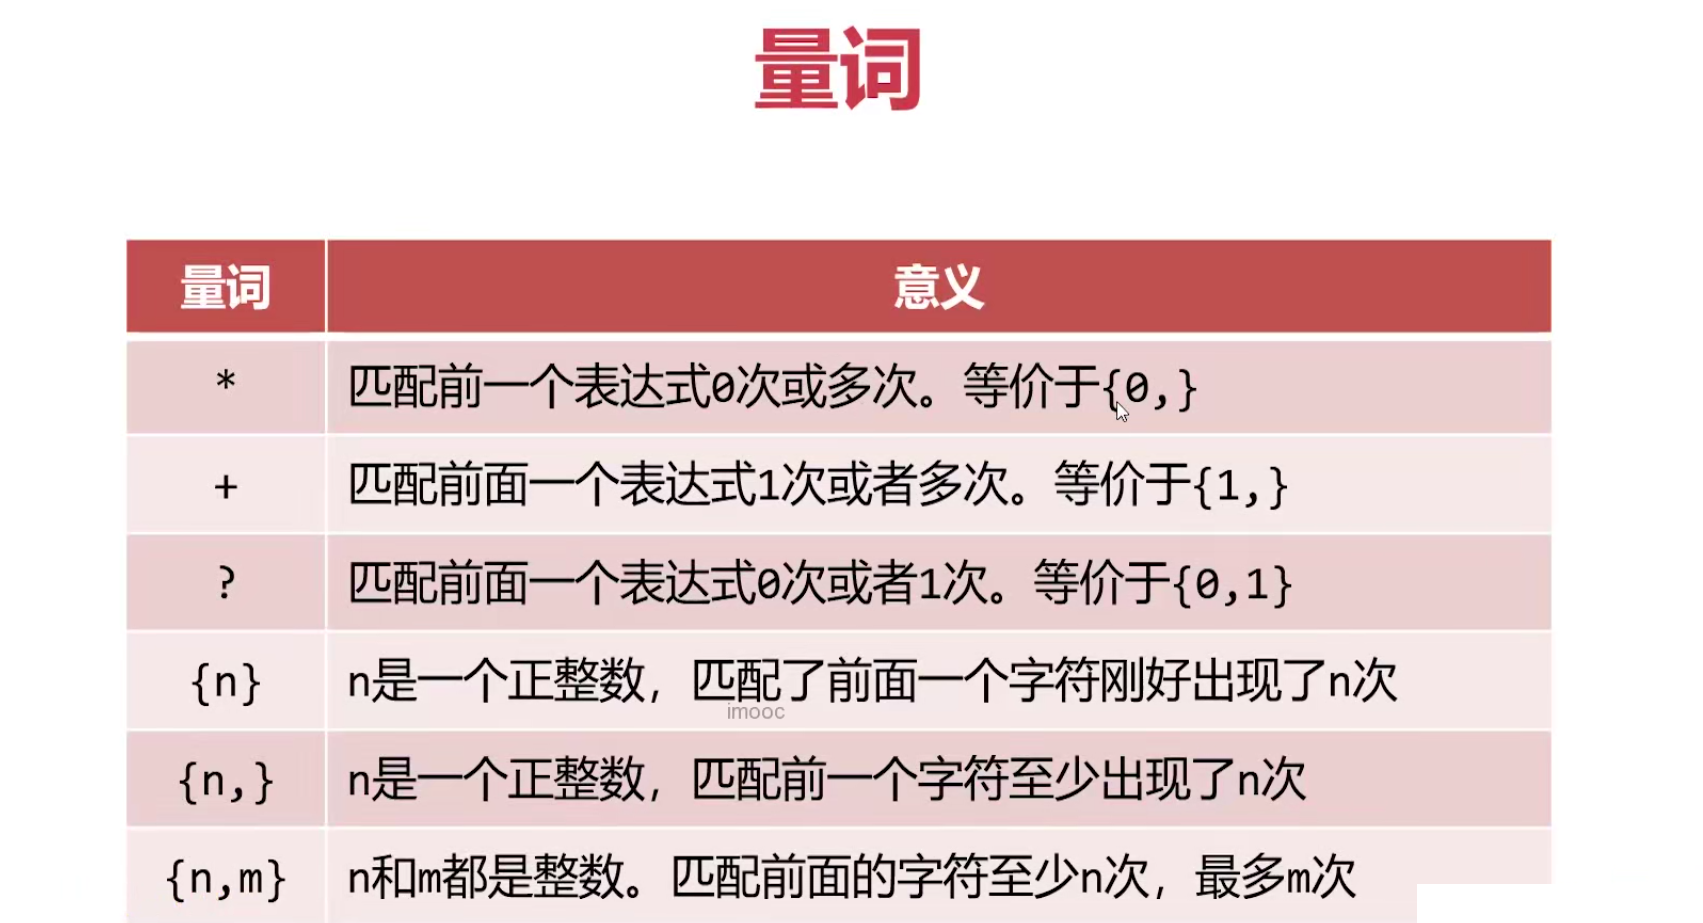 量词
量词 意义
* 匹配前一个表达式0次或多次。等价于{0,}
+ 匹配前面一个表达式1次或者多次。等价于{1,}
? 匹配前面一个表达式0次或者1次。等价于{0,1}
{n} n是一个正整数，匹配了前面一个字符刚好出现了n次
imooc
{n,} n是一个正整数，匹配前一个字符至少出现了n次
{n,m} n和m都是整数。匹配前面的字符至少n次，最多m次